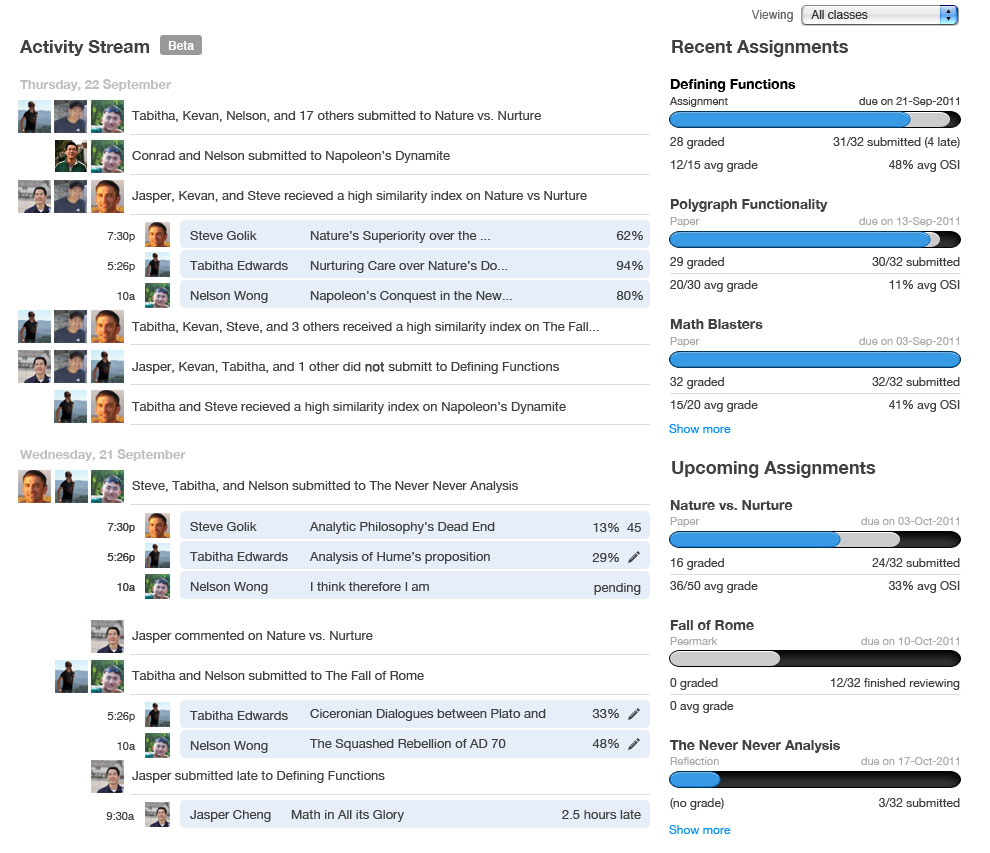 Viewing All classes
Activity Stream Beta
Thursday, 22 September
Tabitha, Kevan, Nelson, and 17 others submitted to Nature vs. Nurture
Conrad and Nelson submitted to Napoleon's Dynamite
Jasper, Kevan, and Steve recieved a high similarity index on Nature vs Nurture
7:30p Steve Golik Nature's Superiority over the ... 62%
5:26p Tabitha Edwards Nurturing Care over Nature's Do... 94%
10a Nelson Wong Napoleon's Conquest in the New... 80%
Tabitha, Kevan, Steve, and 3 others received a high similarity index on The Fall...
Jasper, Kevan, Tabitha, and 1 other did not submitt to Defining Functions
Tabitha and Steve recieved a high similarity index on Napoleon's Dynamite
Wednesday, 21 September
Steve, Tabitha, and Nelson submitted to The Never Never Analysis
7:30p Steve Golik Analytic Philosophy's Dead End 13% 45
5:26p Tabitha Edwards Analysis of Hume's proposition 29%
10a Nelson Wong I think therefore I am pending
Jasper commented on Nature vs. Nurture
Tabitha and Nelson submitted to The Fall of Rome
5:26p Tabitha Edwards Ciceronian Dialogues between Plato and 33%
10a Nelson Wong The Squashed Rebellion of AD 70 48%
Jasper submitted late to Defining Functions
9:30a Jasper Cheng Math in All its Glory 2.5 hours late
Recent Assignments
Defining Functions
Assignment due on 21-Sep-2011
28 graded 31/32 submitted (4 late)
12/15 avg grade 48% avg OSI
Polygraph Functionality
Paper due on 13-Sep-2011
29 graded 30/32 submitted
20/30 avg grade 11% avg OSI
Math Blasters
Paper due on 03-Sep-2011
32 graded 32/32 submitted
15/20 avg grade 41% avg OSI
Show more
Upcoming Assignments
Nature vs. Nurture
Paper due on 03-Oct-2011
16 graded 24/32 submitted
36/50 avg grade 33% avg OSI
Fall of Rome
Peermark due on 10-Oct-2011
0 graded 12/32 finished reviewing
0 avg grade
The Never Never Analysis
Reflection due on 17-Oct-2011
(no grade) 3/32 submitted
Show more